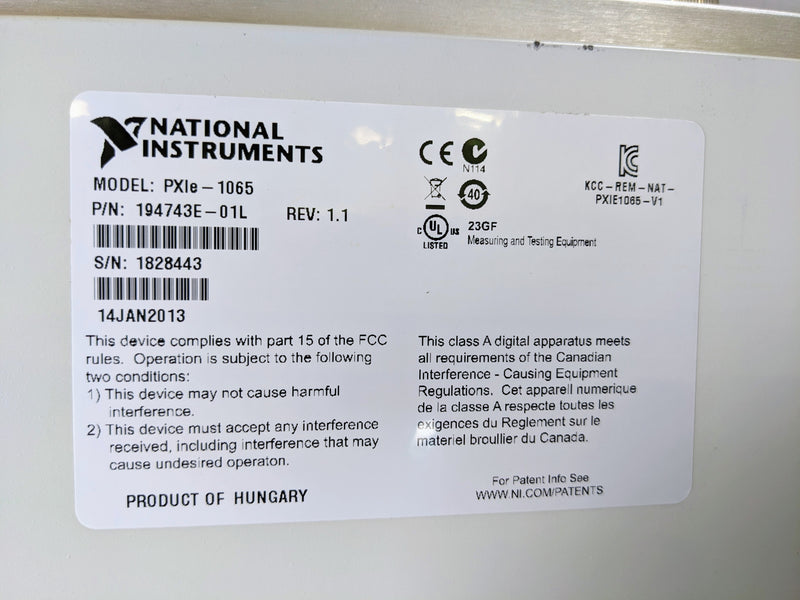 NATIONAL
INSTRUMENTS
MODEL: PXIe-1065
P/N: 194743E-01L REV: 1.1
S/N: 1828443
14JAN2013
This device complies with part 15 of the FCC
rules. Operation is subject to the following
two conditions:
1) This device may not cause harmful
interference.
2) This device must accept any interference
received, including interference that may
cause undesired operaton.
PRODUCT OF HUNGARY
CE
N114
40
C UL US
LISTED
23GF
Measuring and Testing Equipment
KC
KCC-REM-NAT-
PXIE1065-V1
This class A digital apparatus meets
all requirements of the Canadian
Interference - Causing Equipment
Regulations. Cet appareil numerique
de la classe A respecte toutes les
exigences du Reglement sur le
materiel broullier du Canada.
For Patent Info See
WWW.NI.COM/PATENTS